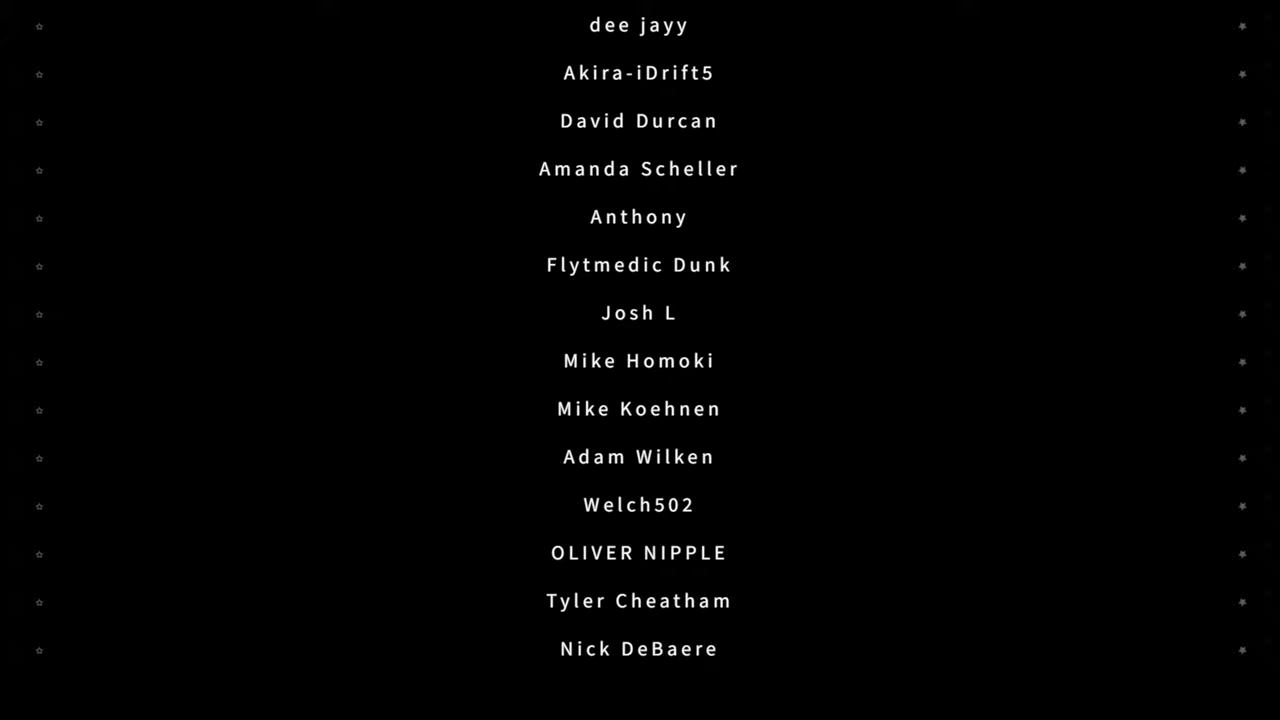 dee jayy
Akira-iDrift5
David Durcan
Amanda Scheller
Anthony
Flytmedic Dunk
Josh L
Mike Homoki
Mike Koehnen
Adam Wilken
Welch502
OLIVER NIPPLE
Tyler Cheatham
Nick DeBaere